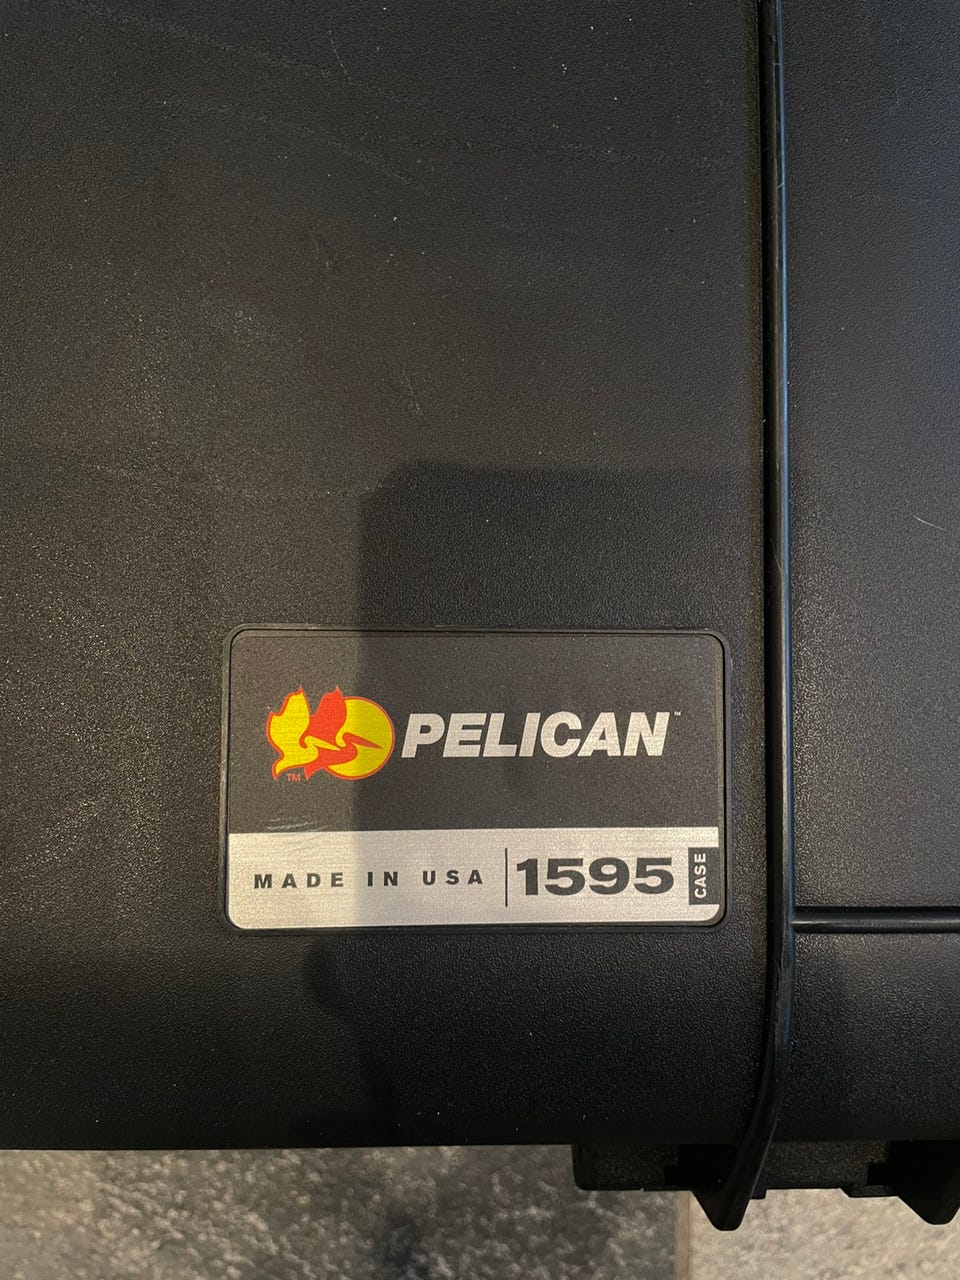 PELICAN™
TM
MADE IN USA 1595 CASE